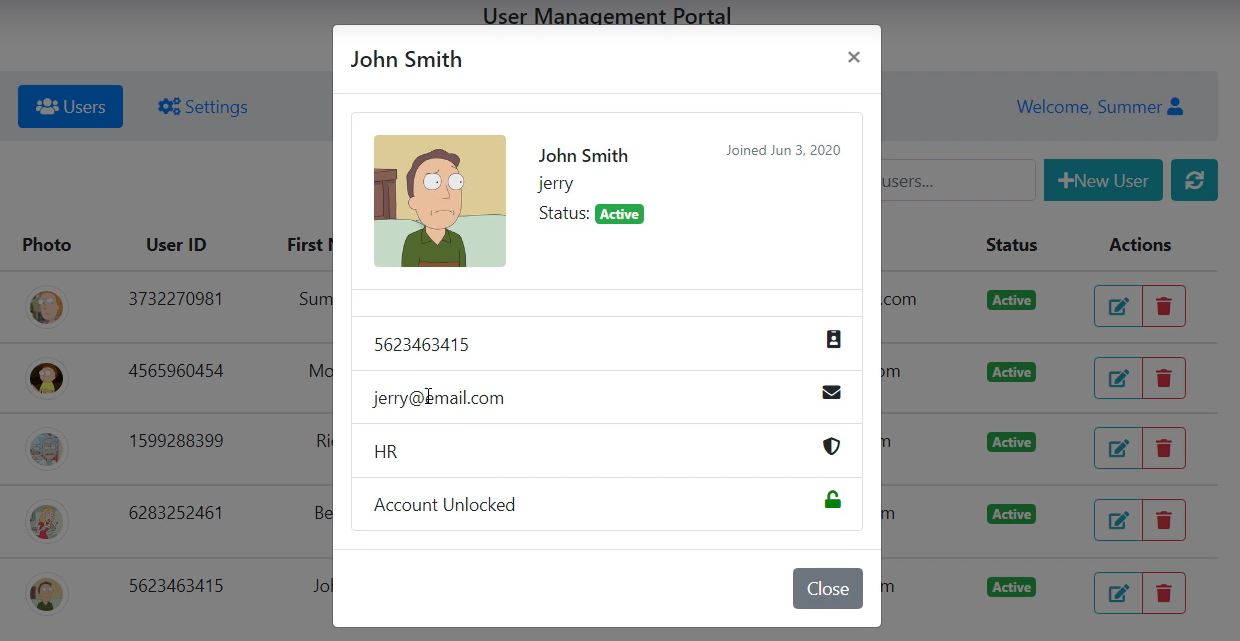 User Management Portal
John Smith
×
Users
Settings
Welcome, Summer
John Smith
Joined Jun 3, 2020
jerry
Status: Active
users...
New User
Photo
User ID
First N
Status
Actions
3732270981
Sum
.com
Active
5623463415
4565960454
Mo
om
Active
jerry@email.com
1599288399
Ri
m
Active
HR
6283252461
Be
m
Active
Account Unlocked
5623463415
Jo
m
Active
Close